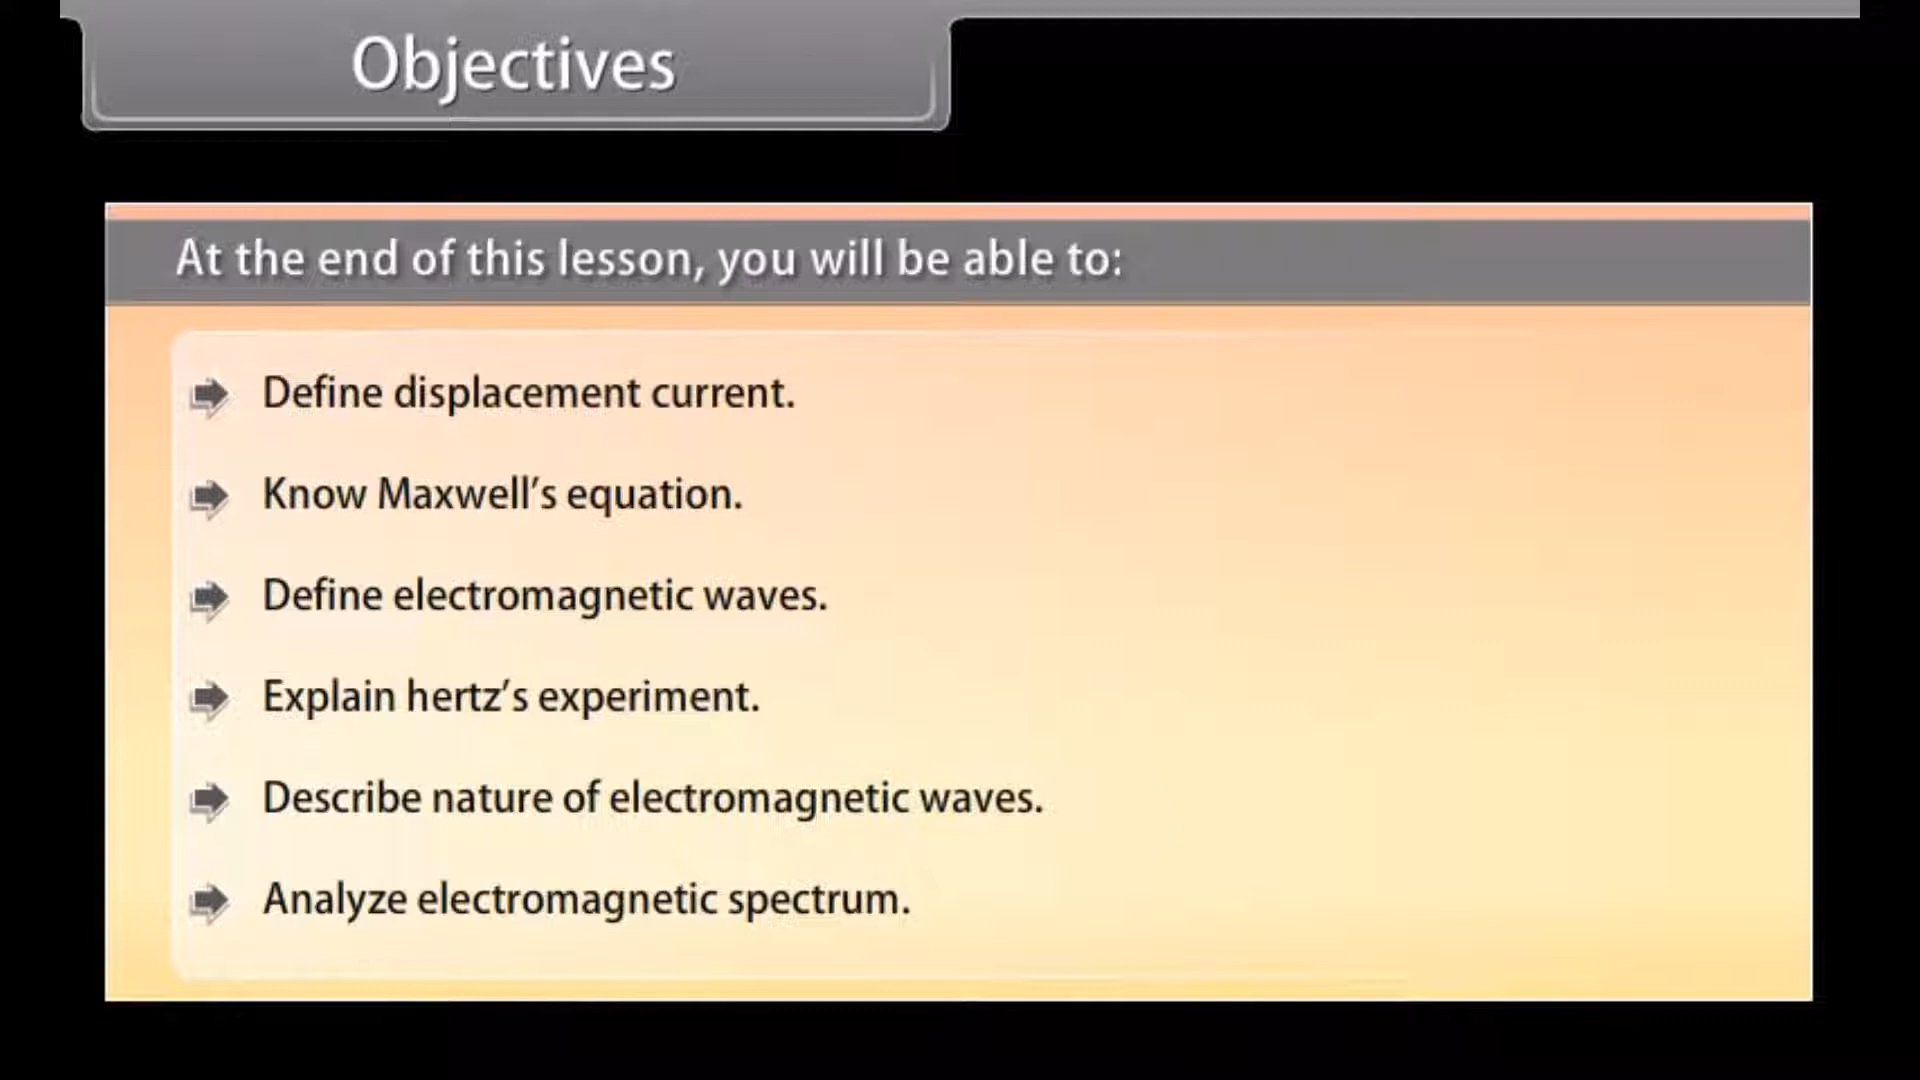 Objectives
At the end of this lesson, you will be able to:
Define displacement current.
Know Maxwell’s equation.
Define electromagnetic waves.
Explain hertz’s experiment.
Describe nature of electromagnetic waves.
Analyze electromagnetic spectrum.